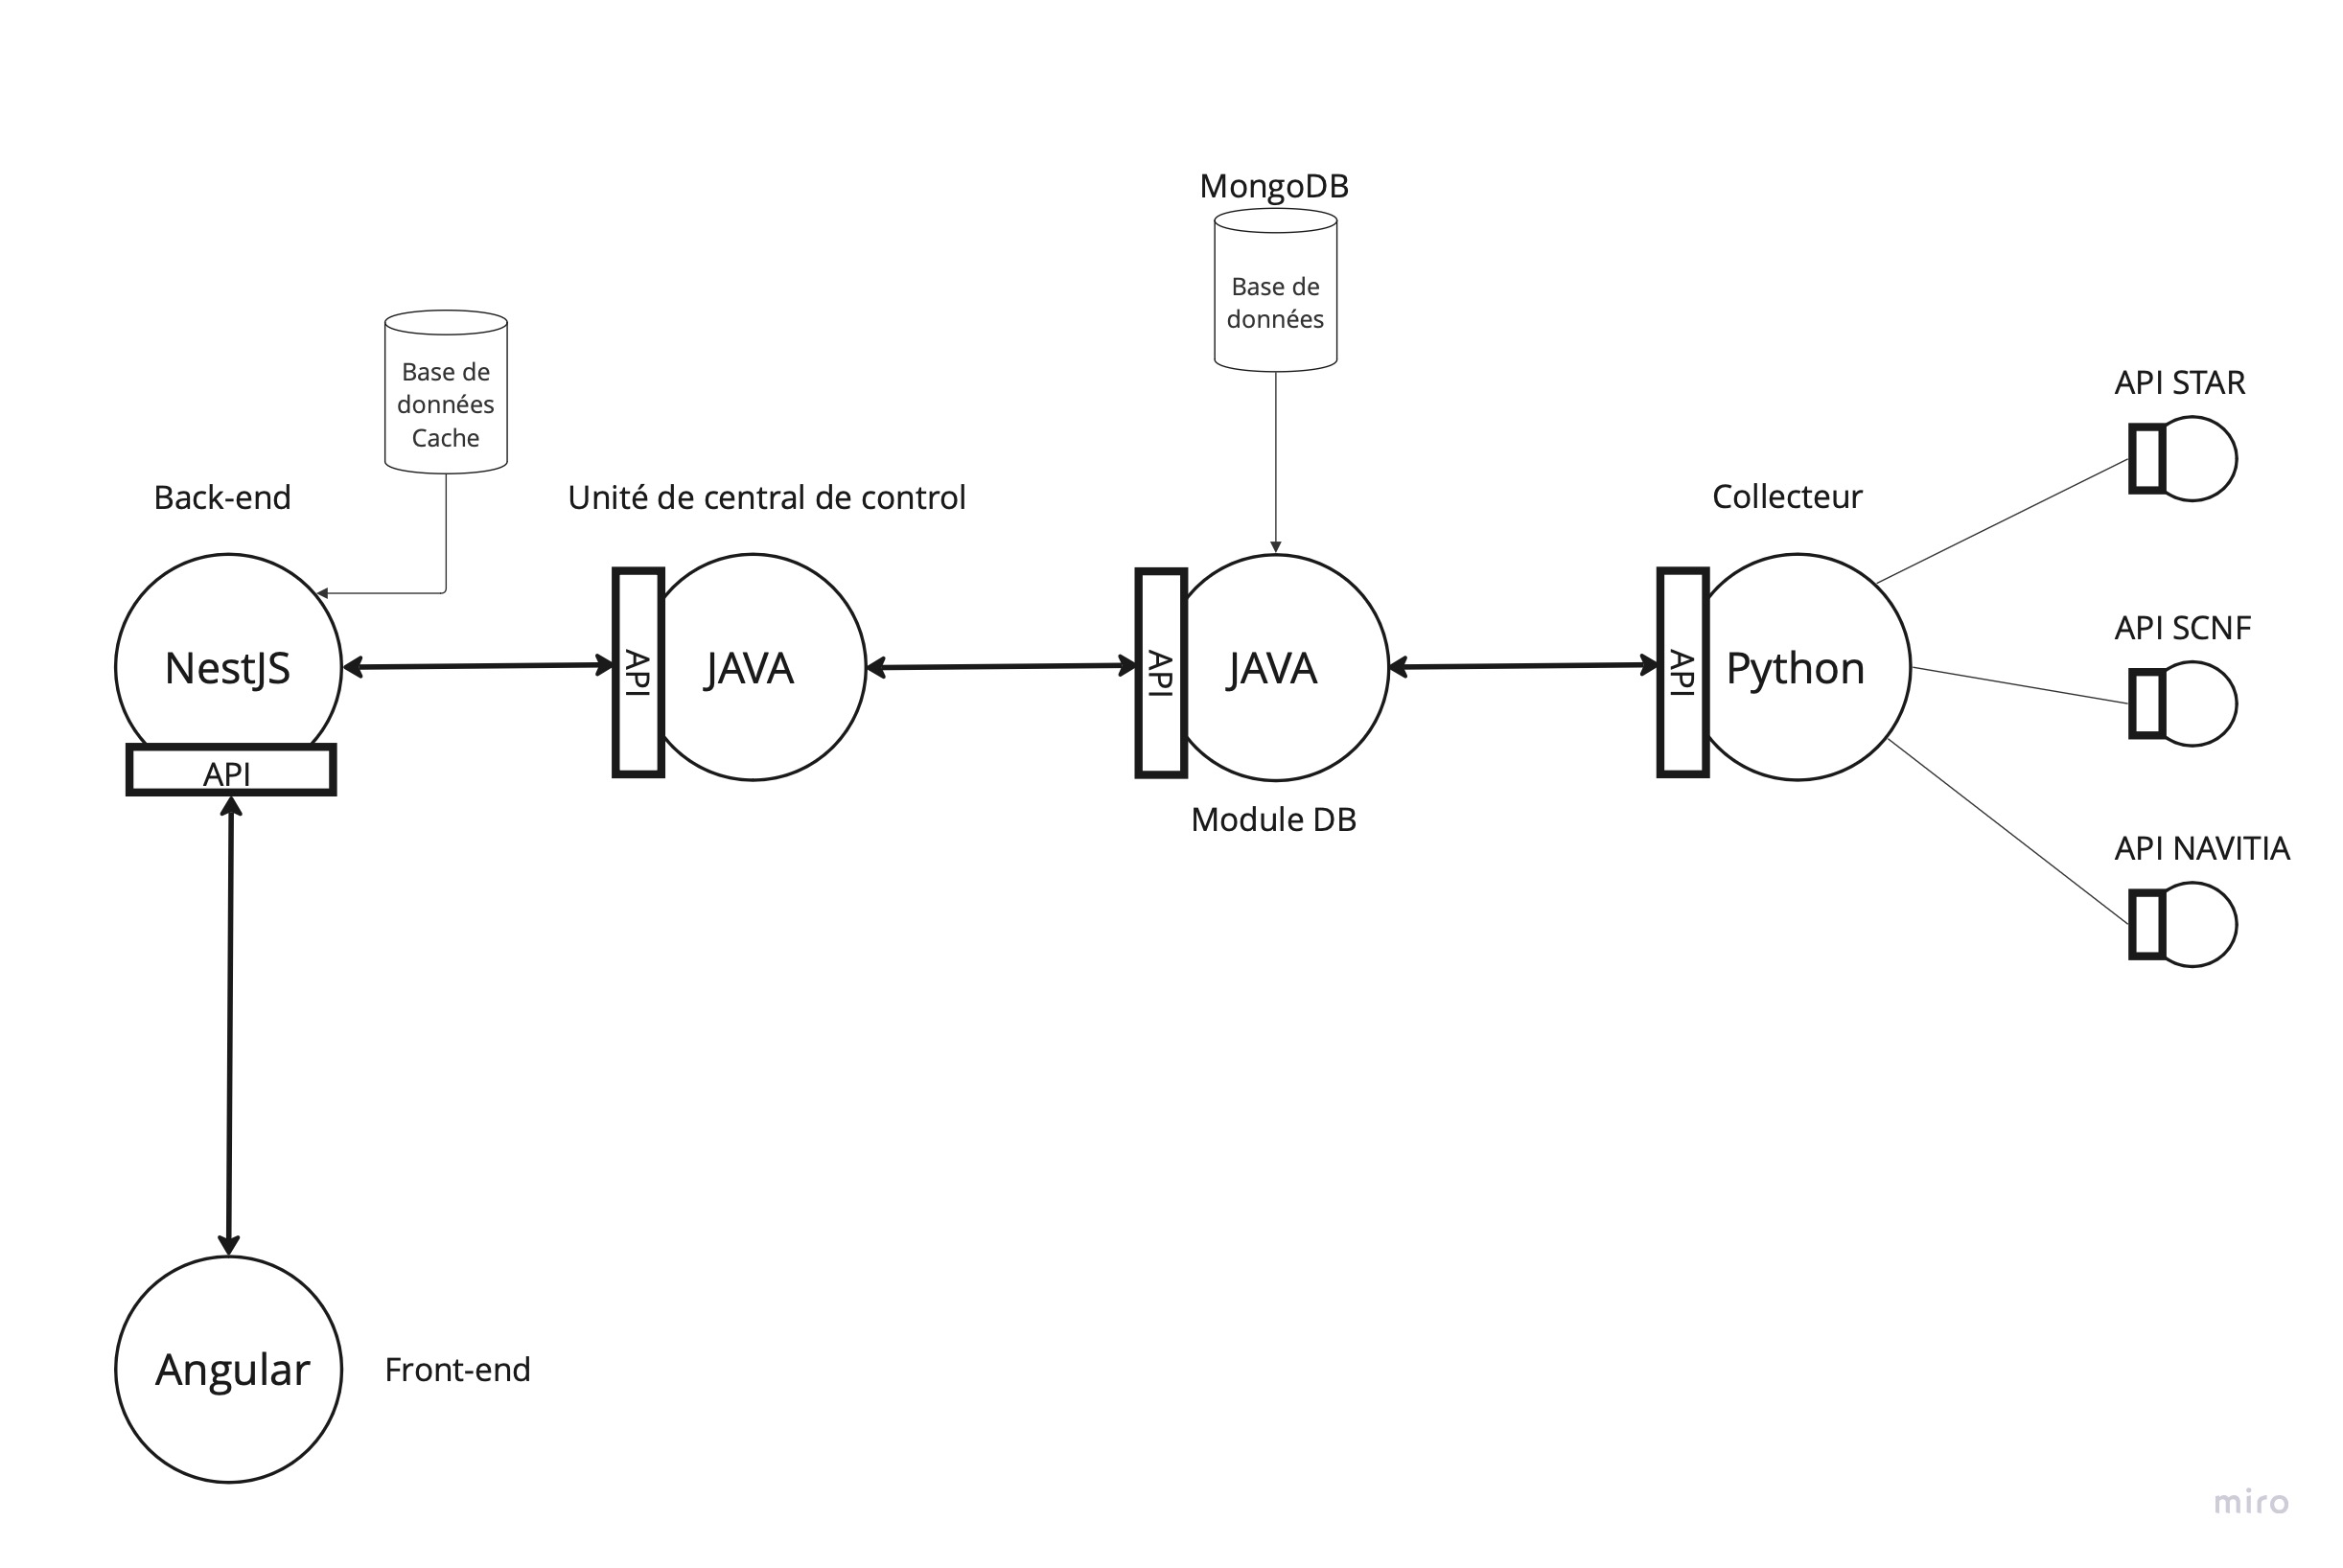 MongoDB
Base de
données
Base de
données
Cache
API STAR
Back-end
Unité de central de control
Collecteur
API SCNF
NestJS
API
JAVA
API
JAVA
API
Python
API
Module DB
API NAVITIA
Angular
Front-end
miro